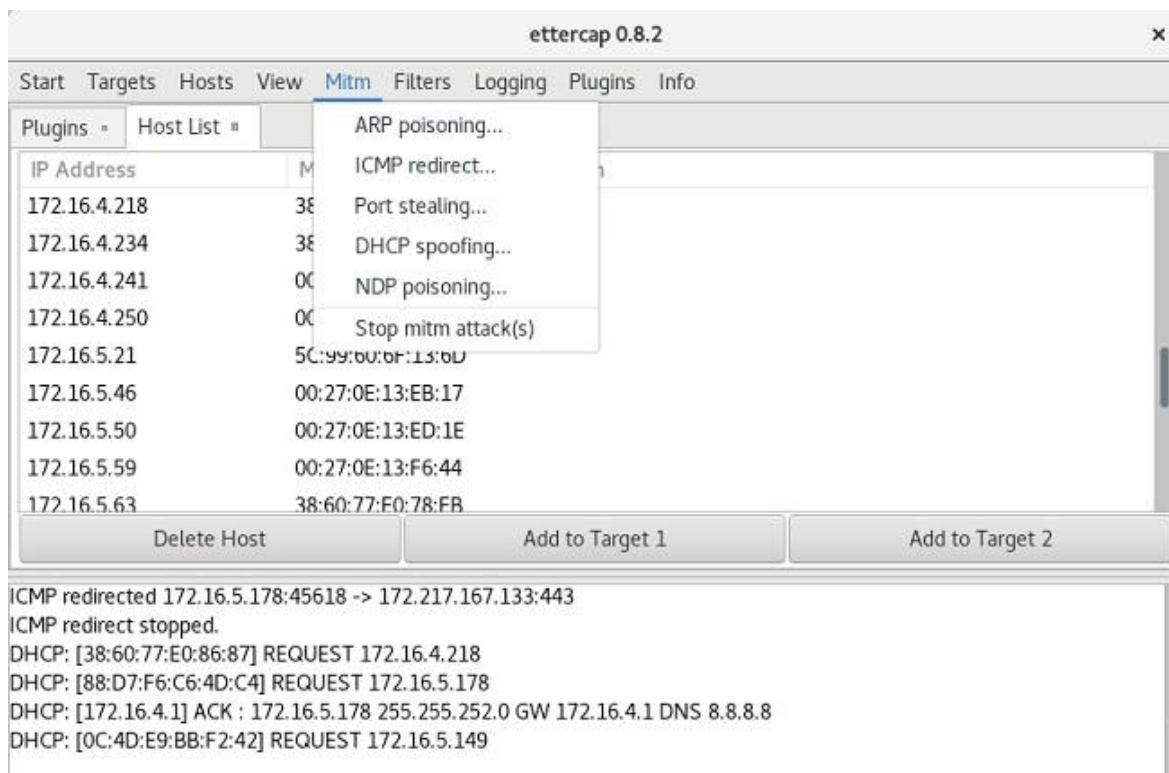 ettercap 0.8.2 ×
Start Targets Hosts View Mitm Filters Logging Plugins Info
Plugins Host List
ARP poisoning...
ICMP redirect...
Port stealing...
DHCP spoofing...
NDP poisoning...
Stop mitm attack(s)
IP Address
172.16.4.218 38
172.16.4.234 38
172.16.4.241 00
172.16.4.250 00
172.16.5.21 5C:99:60:6F:13:6D
172.16.5.46 00:27:0E:13:EB:17
172.16.5.50 00:27:0E:13:ED:1E
172.16.5.59 00:27:0E:13:F6:44
172.16.5.63 38:60:77:E0:78:EB
Delete Host Add to Target 1 Add to Target 2
ICMP redirected 172.16.5.178:45618 -> 172.217.167.133:443
ICMP redirect stopped.
DHCP: [38:60:77:E0:86:87] REQUEST 172.16.4.218
DHCP: [88:D7:F6:C6:4D:C4] REQUEST 172.16.5.178
DHCP: [172.16.4.1] ACK : 172.16.5.178 255.255.252.0 GW 172.16.4.1 DNS 8.8.8.8
DHCP: [0C:4D:E9:BB:F2:42] REQUEST 172.16.5.149